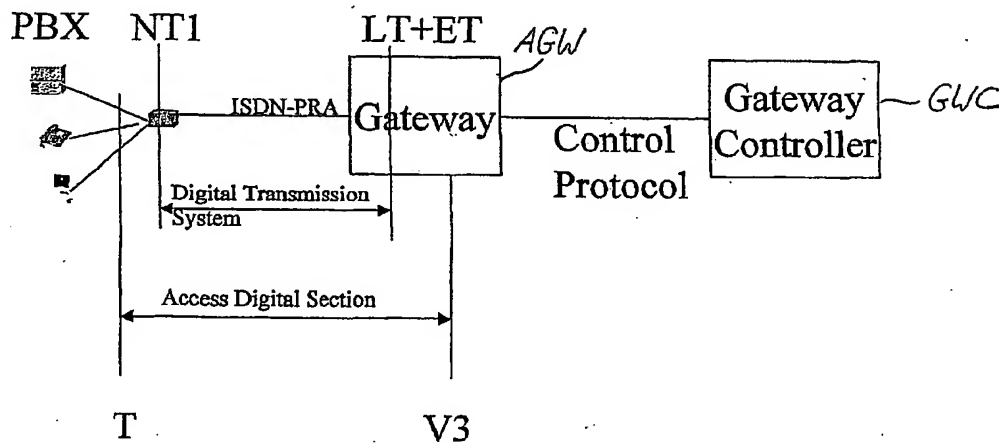 PBX NT1 LT+ET AGW
ISDN-PRA Gateway Gateway
Controller GWC
Control
Protocol
Digital Transmission
System
Access Digital Section
T V3